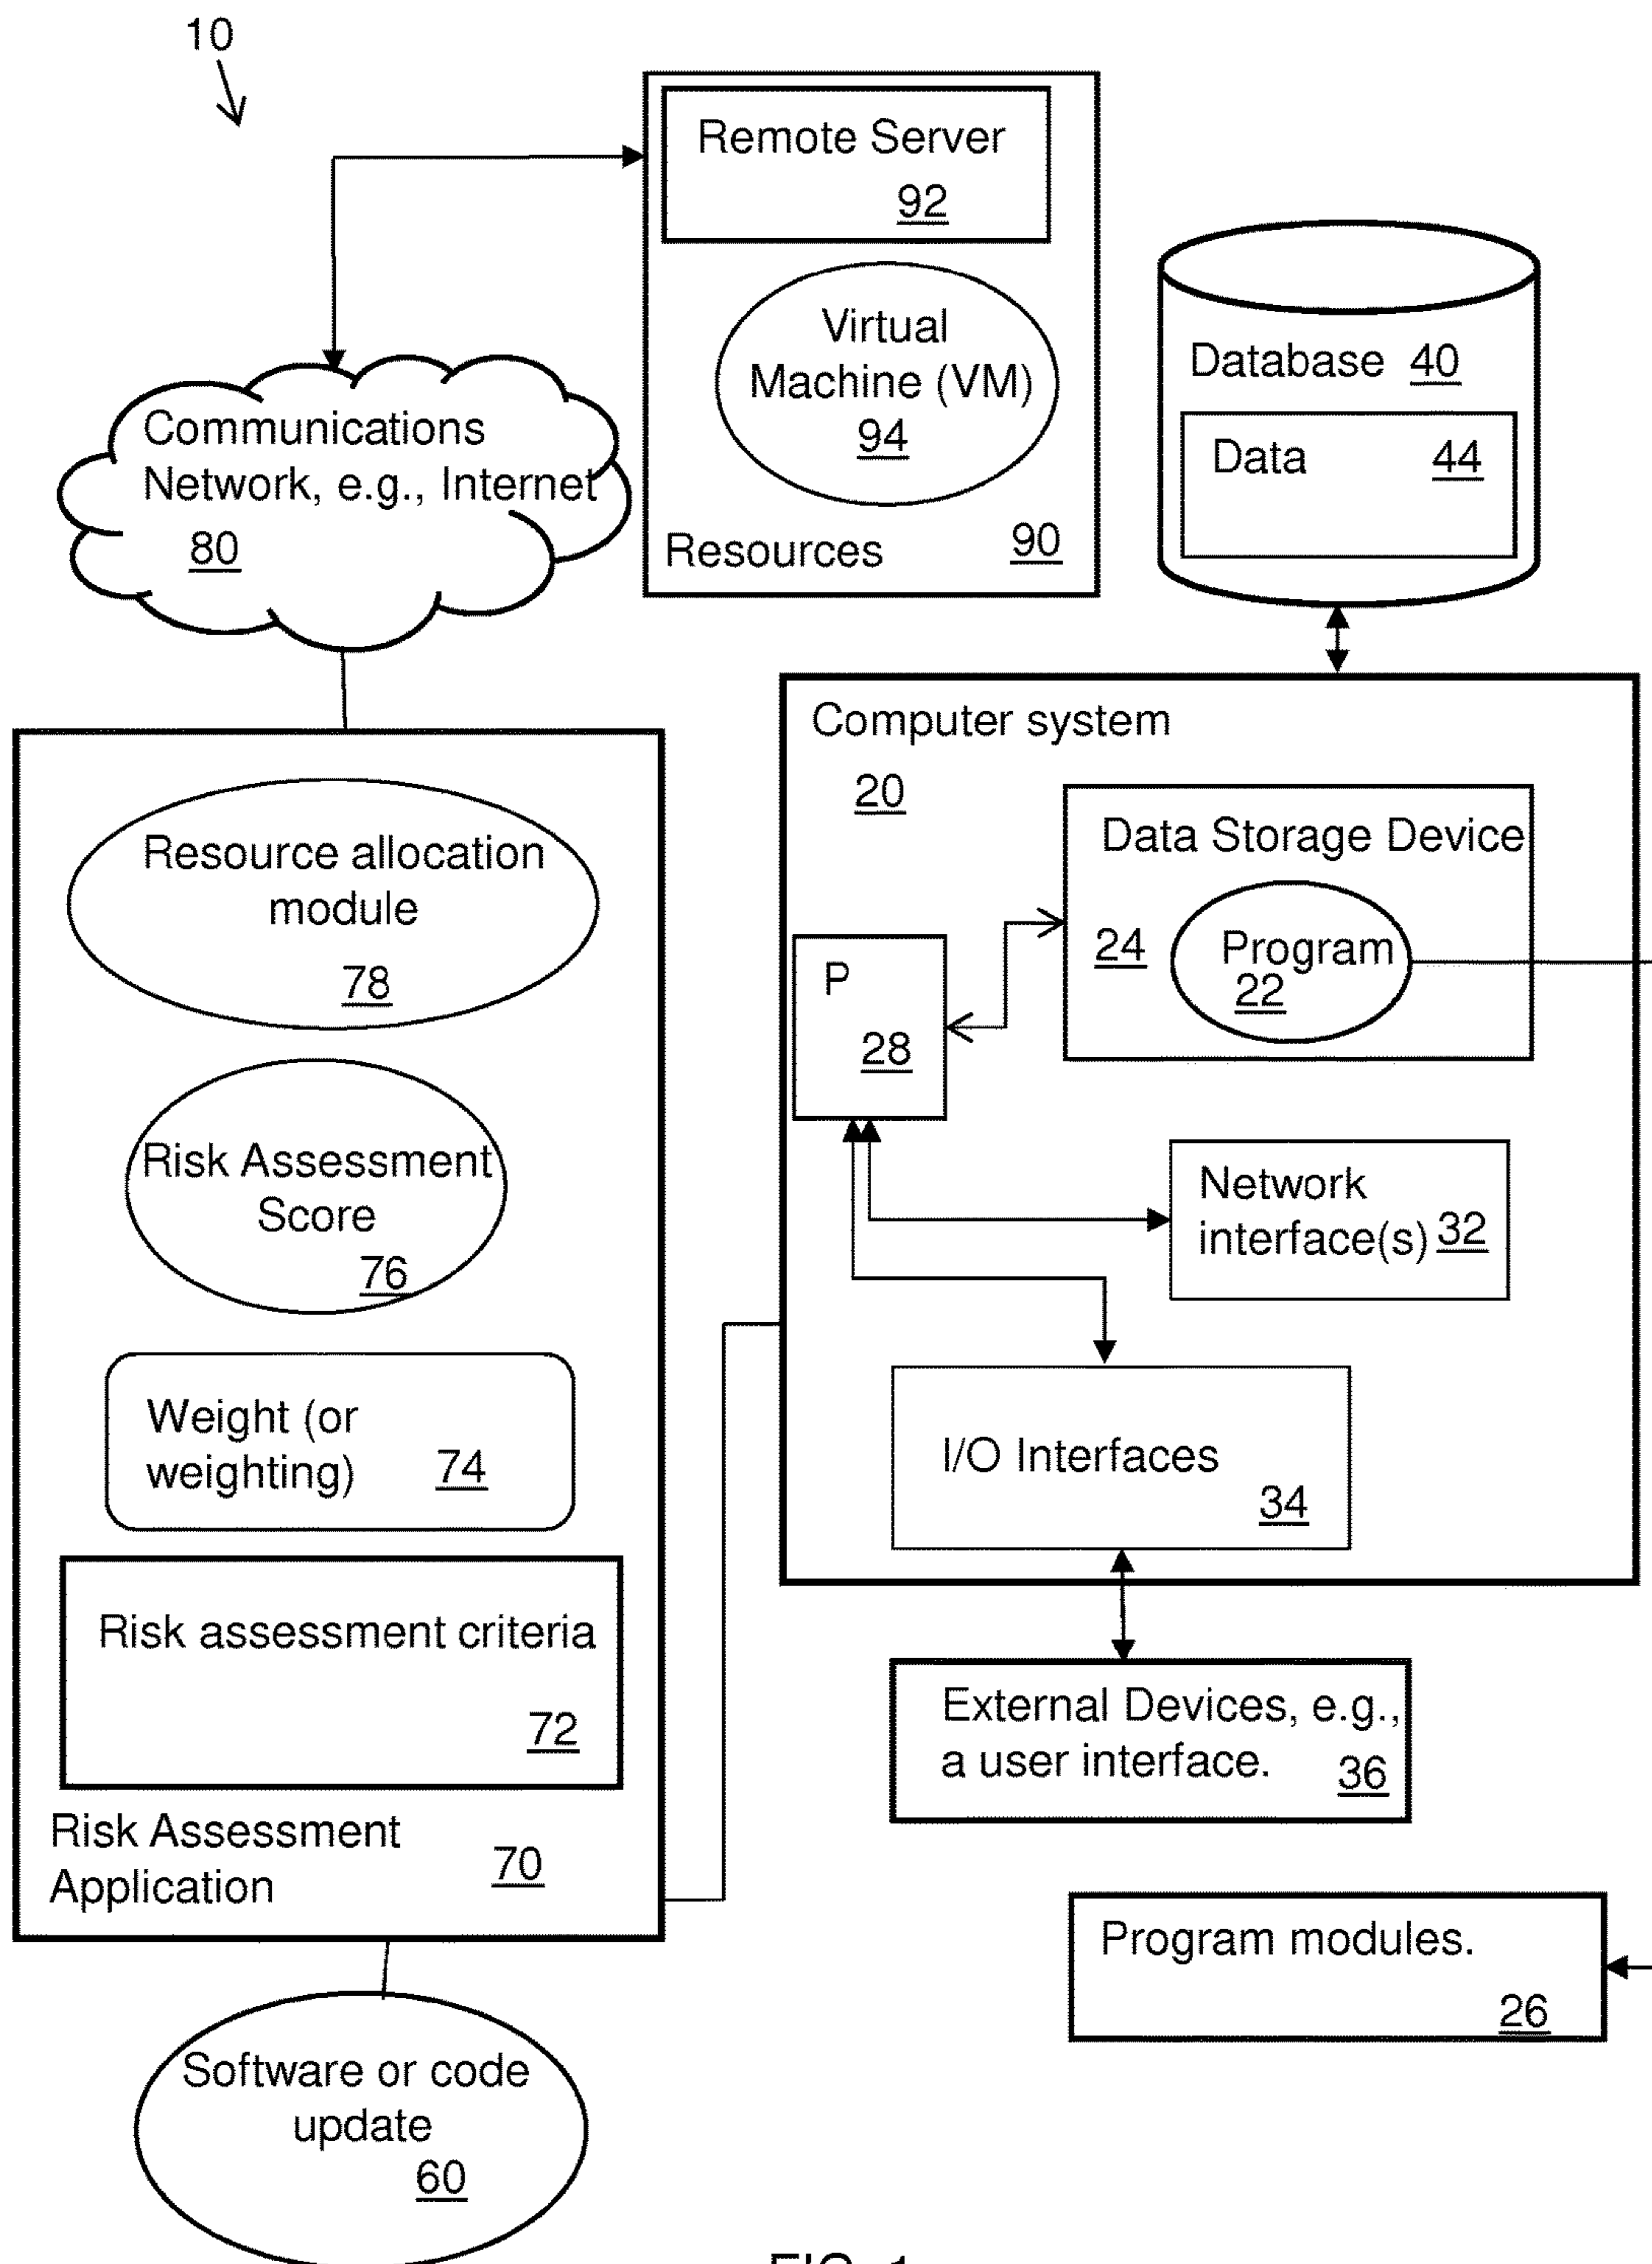 10
Remote Server
92
Virtual
Machine (VM)
94
Resources 90
Database 40
Data 44
Communications
Network, e.g., Internet
80
Computer system
20
Data Storage Device
24
Program
22
P
28
Network
interface(s) 32
I/O Interfaces
34
External Devices, e.g.,
a user interface. 36
Program modules.
26
Resource allocation
module
78
Risk Assessment
Score
76
Weight (or
weighting) 74
Risk assessment criteria
72
Risk Assessment
Application 70
Software or code
update
60
FIG. 1